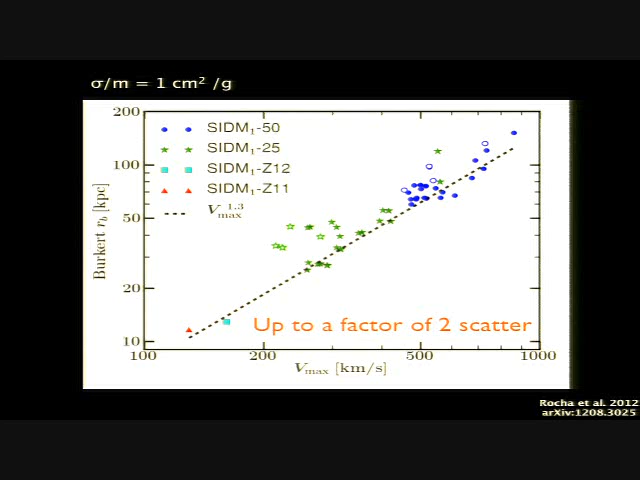 σ/m = 1 cm² /g
200
100
50
20
10
Burkert r_b [kpc]
SIDM₁-50
SIDM₁-25
SIDM₁-Z12
SIDM₁-Z11
V_max^1.3
Up to a factor of 2 scatter
100 200 500 1000
V_max [km/s]
Rocha et al. 2012
arXiv:1208.3025